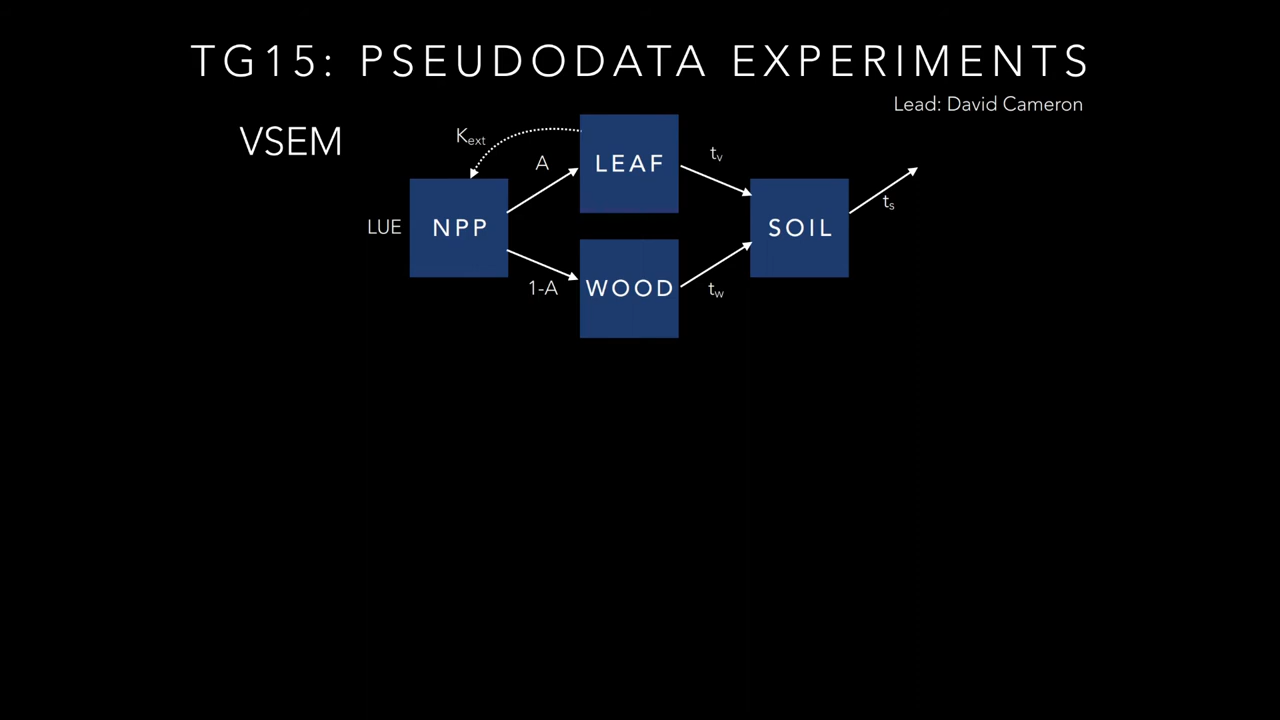 TG15: PSEUDODATA EXPERIMENTS
Lead: David Cameron
VSEM
Kext
A
LEAF
tv
LUE
NPP
SOIL
ts
1-A
WOOD
tw